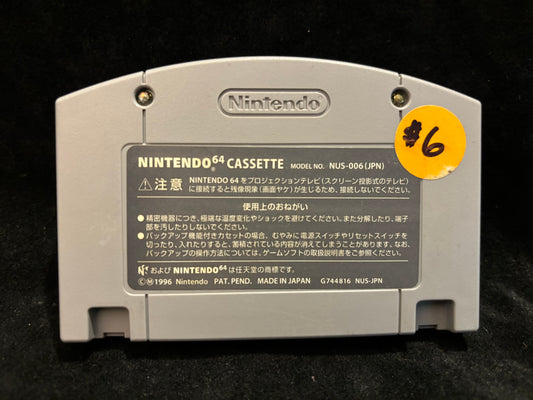 Nintendo
#6
NINTENDO 64 CASSETTE MODEL NO. NUS-006(JPN)
⚠注意 NINTENDO 64 をプロジェクションテレビ(スクリーン投影式のテレビ)
に接続すると残像現象(画面ヤケ)が生じるため、接続しないでください。
使用上のおねがい
●精密機器につき、極端な温度変化やショックを避けてください。また分解したり、端子
部を汚したりしないでください。
●バックアップ機能付きカセットの場合、むやみに電源スイッチやリセットスイッチを
切ったり、入れたりすると、蓄積されている内容が消えてしまうことがあります。なお、
バックアップの操作方法については、ゲームソフトの取扱説明書をご参照ください。
N および NINTENDO 64 は任天堂の商標です。
©Ⓜ1996 Nintendo PAT. PEND. MADE IN JAPAN G744816 NUS-JPN